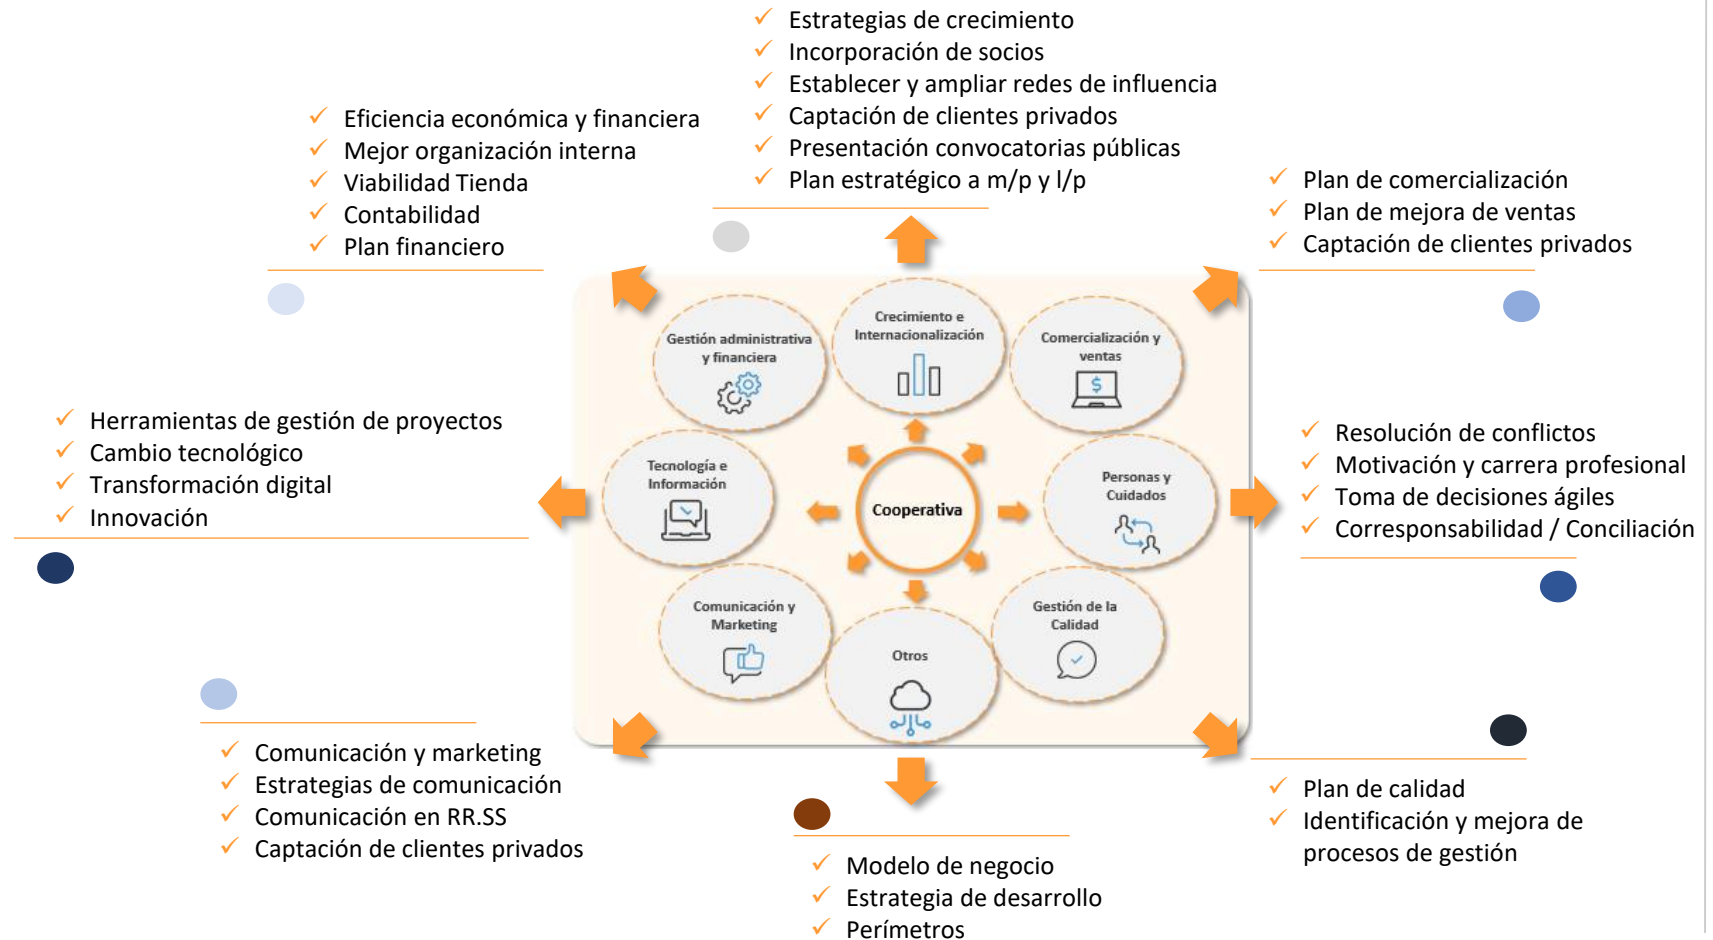 Estrategias de crecimiento
Incorporación de socios
Establecer y ampliar redes de influencia
Captación de clientes privados
Presentación convocatorias públicas
Plan estratégico a m/p y l/p
Eficiencia económica y financiera
Mejor organización interna
Viabilidad Tienda
Contabilidad
Plan financiero
Plan de comercialización
Plan de mejora de ventas
Captación de clientes privados
Gestión administrativa
y financiera
Crecimiento e
Internacionalización
Comercialización y
ventas
$
Herramientas de gestión de proyectos
Cambio tecnológico
Transformación digital
Innovación
Tecnología e
Información
Cooperativa
Personas y
Cuidados
Resolución de conflictos
Motivación y carrera profesional
Toma de decisiones ágiles
Corresponsabilidad / Conciliación
Comunicación y
Marketing
Otros
Gestión de la
Calidad
Comunicación y marketing
Estrategias de comunicación
Comunicación en RR.SS
Captación de clientes privados
Modelo de negocio
Estrategia de desarrollo
Perímetros
Plan de calidad
Identificación y mejora de
procesos de gestión